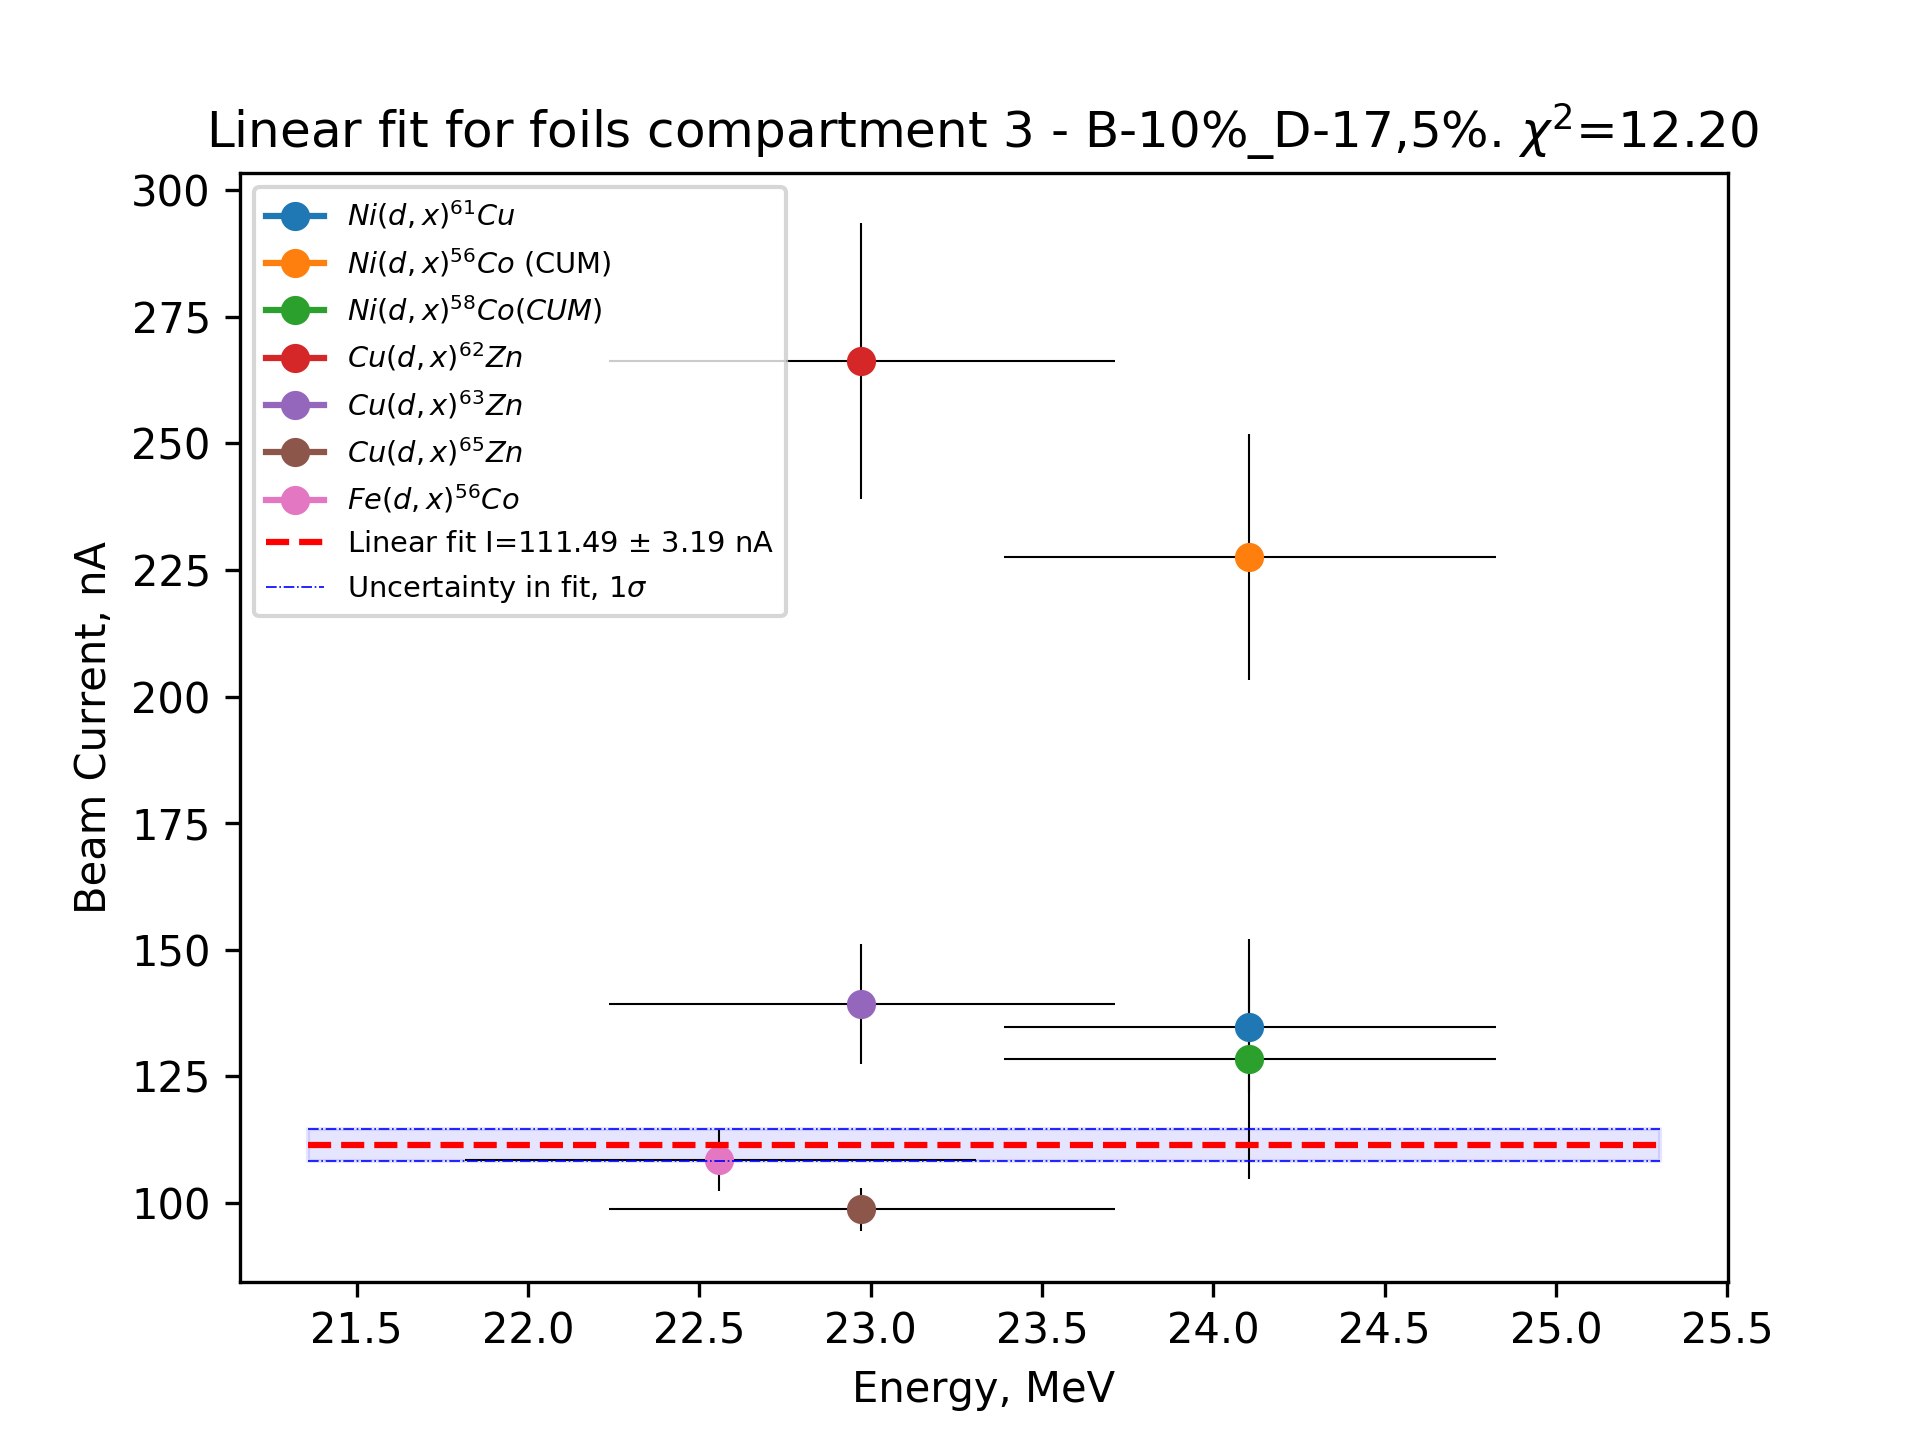 Linear fit for foils compartment 3 - B-10%_D-17,5%. χ²=12.20
300
275
250
225
200
175
150
125
100
Beam Current, nA
Ni(d, x)⁶¹Cu
Ni(d, x)⁵⁶Co (CUM)
Ni(d, x)⁵⁸Co(CUM)
Cu(d, x)⁶²Zn
Cu(d, x)⁶³Zn
Cu(d, x)⁶⁵Zn
Fe(d, x)⁵⁶Co
Linear fit I=111.49 ± 3.19 nA
Uncertainty in fit, 1σ
21.5 22.0 22.5 23.0 23.5 24.0 24.5 25.0 25.5
Energy, MeV